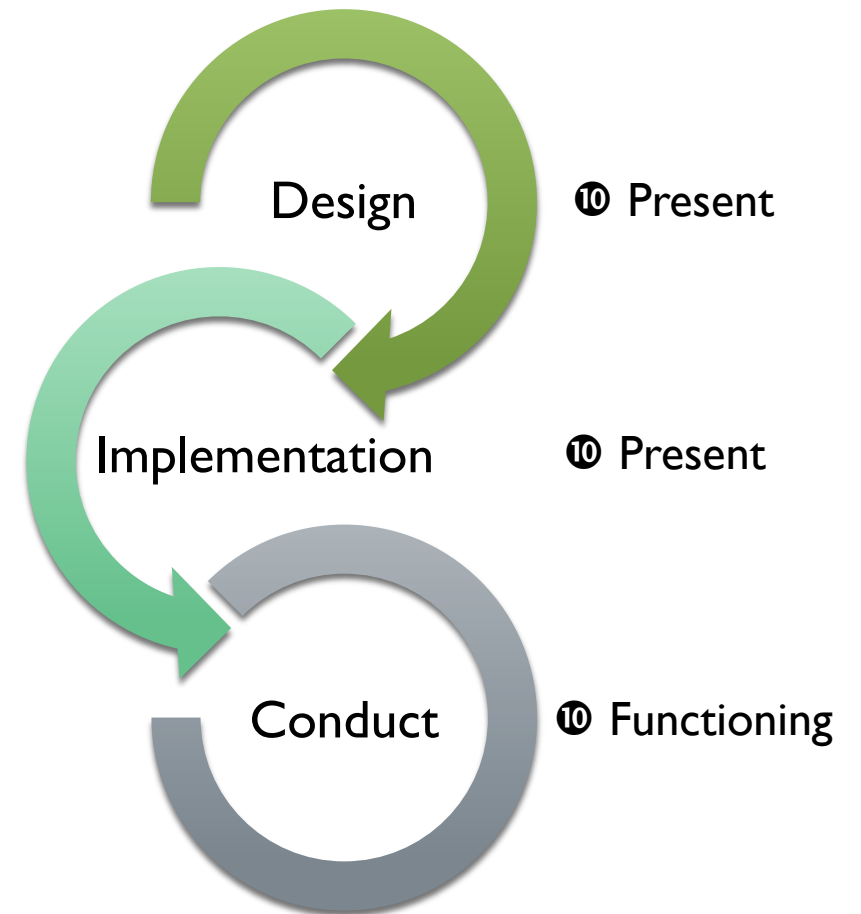 Design
❿ Present
Implementation
❿ Present
Conduct
❿ Functioning